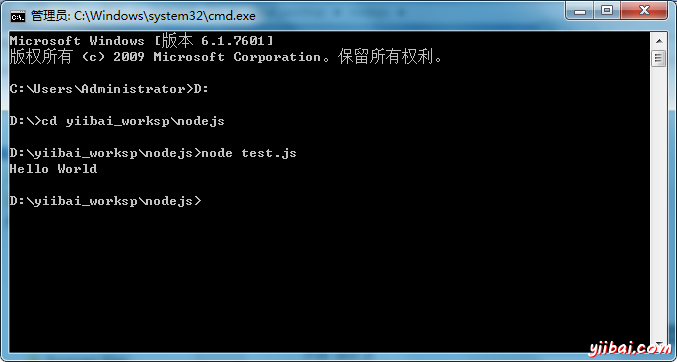 管理员: C:\Windows\system32\cmd.exe
Microsoft Windows [版本 6.1.7601]
版权所有 (c) 2009 Microsoft Corporation。保留所有权利。
C:\Users\Administrator>D:
D:\>cd yiibai_worksp\nodejs
D:\yiibai_worksp\nodejs>node test.js
Hello World
D:\yiibai_worksp\nodejs>
yiibai.com